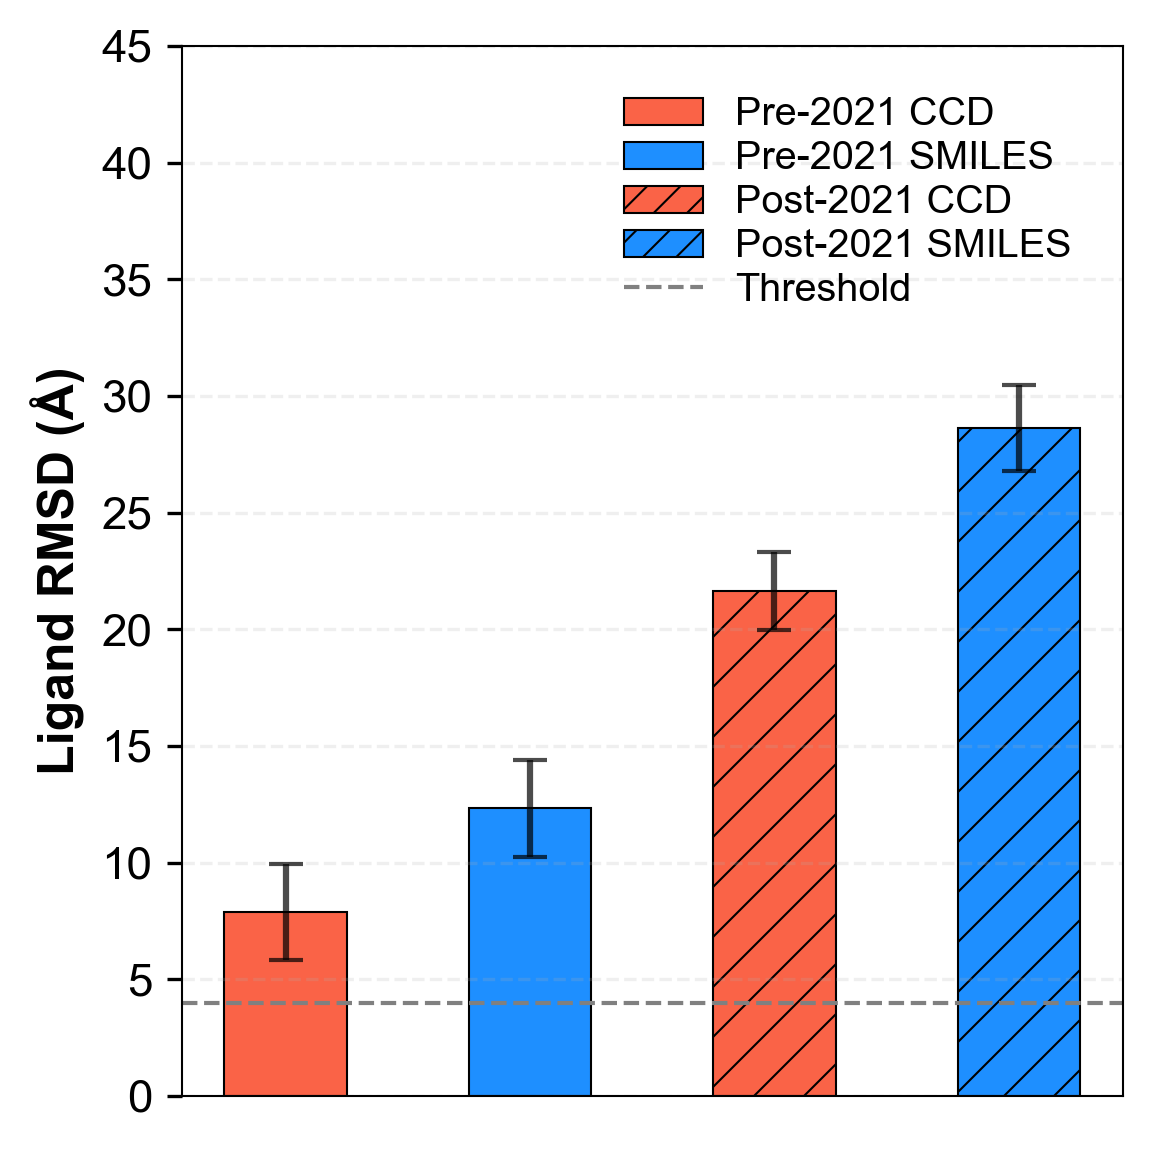 45
40
35
30
25
20
15
10
5
0
Ligand RMSD (Å)
Pre-2021 CCD
Pre-2021 SMILES
Post-2021 CCD
Post-2021 SMILES
Threshold